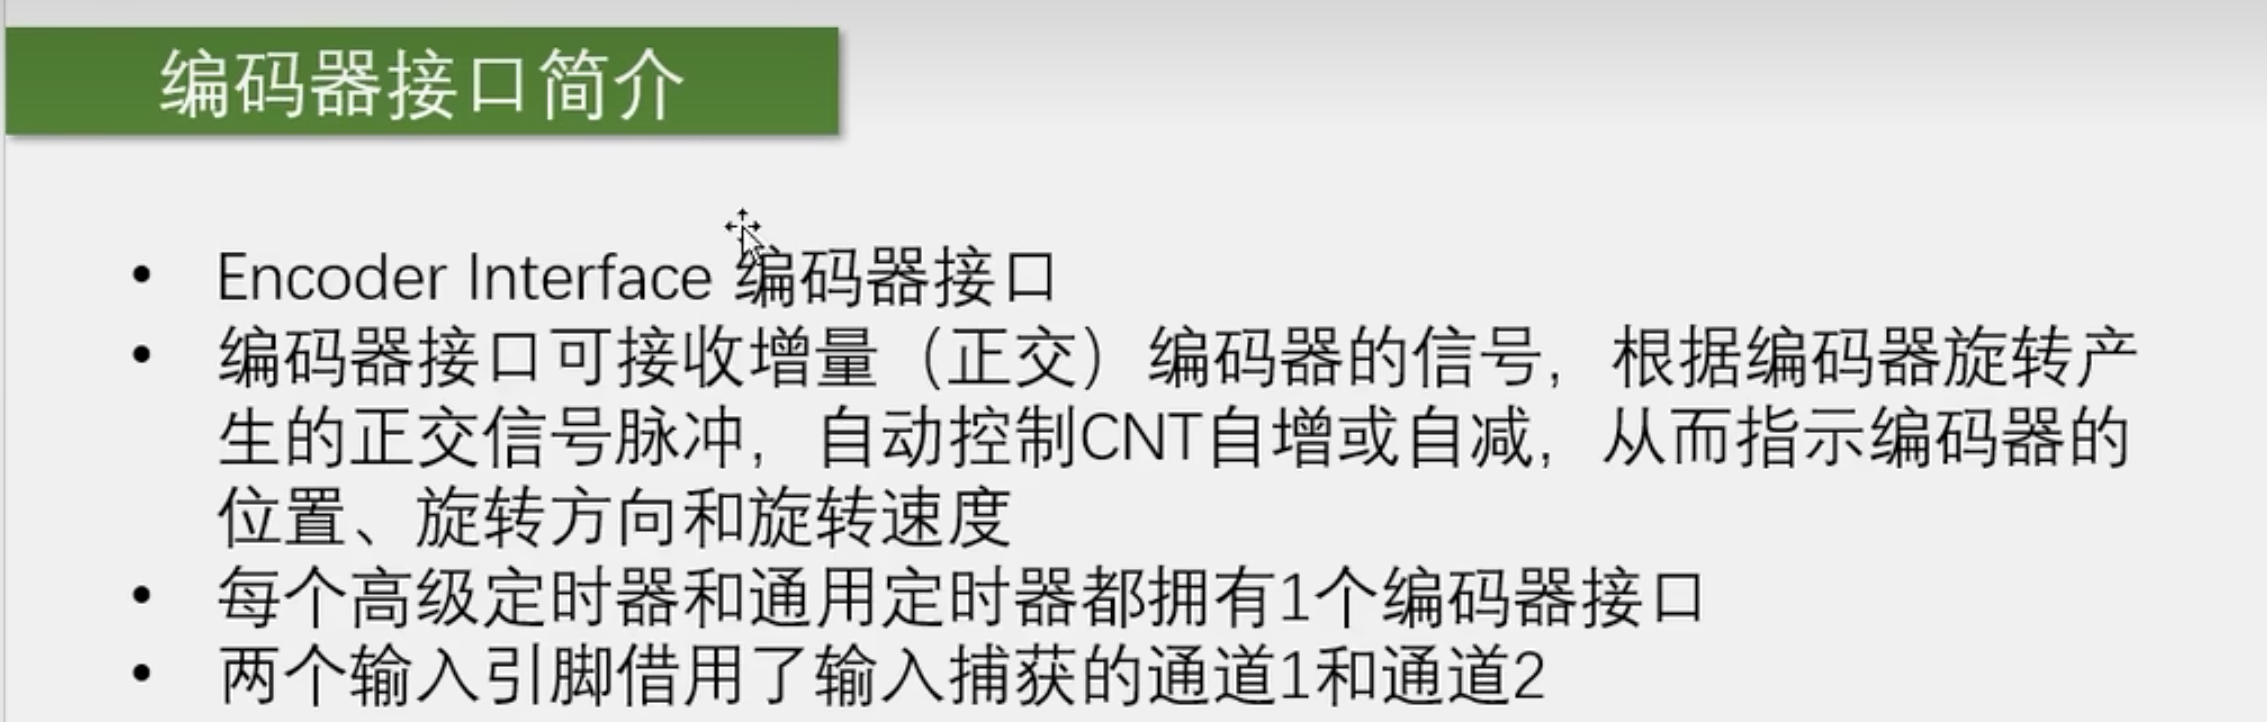 编码器接口简介
• Encoder Interface 编码器接口
• 编码器接口可接收增量（正交）编码器的信号，根据编码器旋转产
生的正交信号脉冲，自动控制CNT自增或自减，从而指示编码器的
位置、旋转方向和旋转速度
• 每个高级定时器和通用定时器都拥有1个编码器接口
• 两个输入引脚借用了输入捕获的通道1和通道2